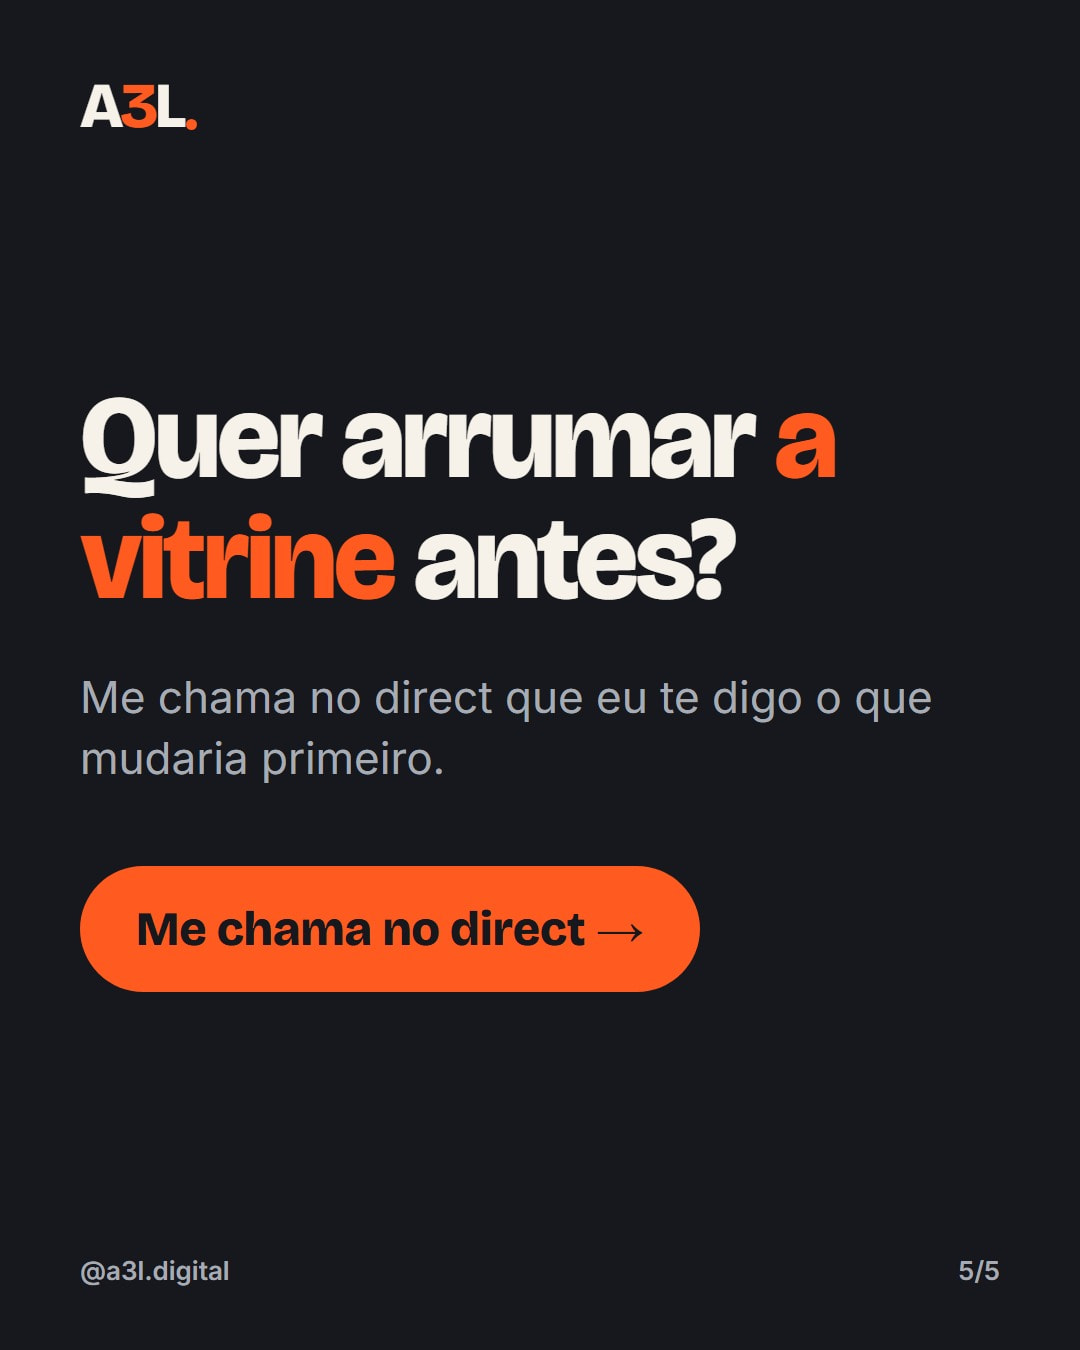 A3L.
Quer arrumar a
vitrine antes?
Me chama no direct que eu te digo o que
mudaria primeiro.
Me chama no direct →
@a3l.digital
5/5